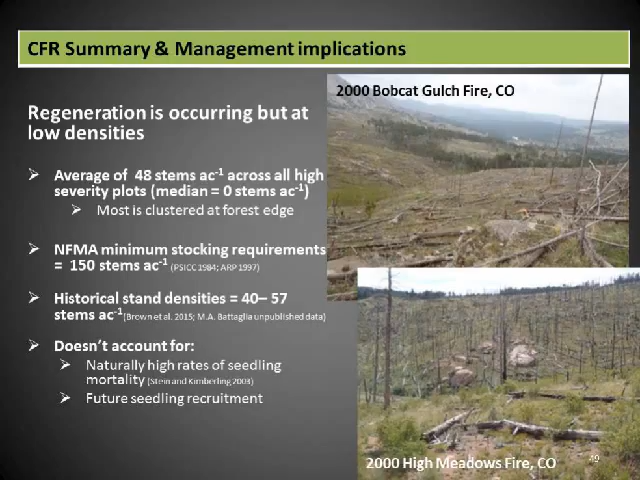 CFR Summary & Management implications
2000 Bobcat Gulch Fire, CO
Regeneration is occurring but at
low densities
Average of 48 stems ac-1 across all high
severity plots (median = 0 stems ac-1)
Most is clustered at forest edge
NFMA minimum stocking requirements
= 150 stems ac-1 (PSICC 1984; ARP 1997)
Historical stand densities = 40– 57
stems ac-1(Brown et al. 2015; M.A. Battaglia unpublished data)
Doesn't account for:
Naturally high rates of seedling
mortality (Stein and Kimberling 2003)
Future seedling recruitment
2000 High Meadows Fire, CO
49